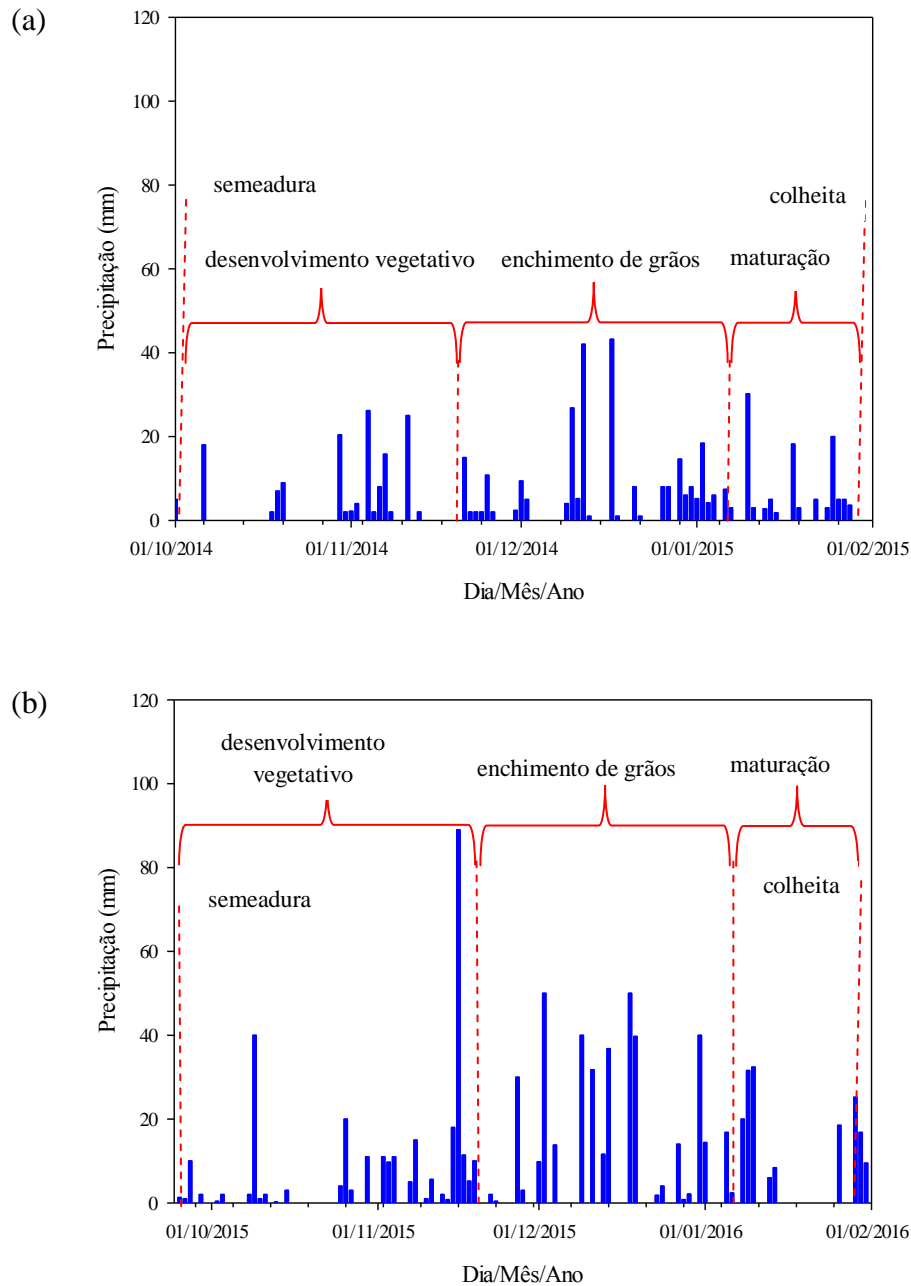 (a)
120
100
80
60
40
20
0
Precipitação (mm)
semeadura
colheita
desenvolvimento vegetativo
enchimento de grãos
maturação
01/10/2014
01/11/2014
01/12/2014
01/01/2015
01/02/2015
Dia/Mês/Ano
(b)
120
100
80
60
40
20
0
Precipitação (mm)
desenvolvimento
vegetativo
enchimento de grãos
maturação
semeadura
colheita
01/10/2015
01/11/2015
01/12/2015
01/01/2016
01/02/2016
Dia/Mês/Ano